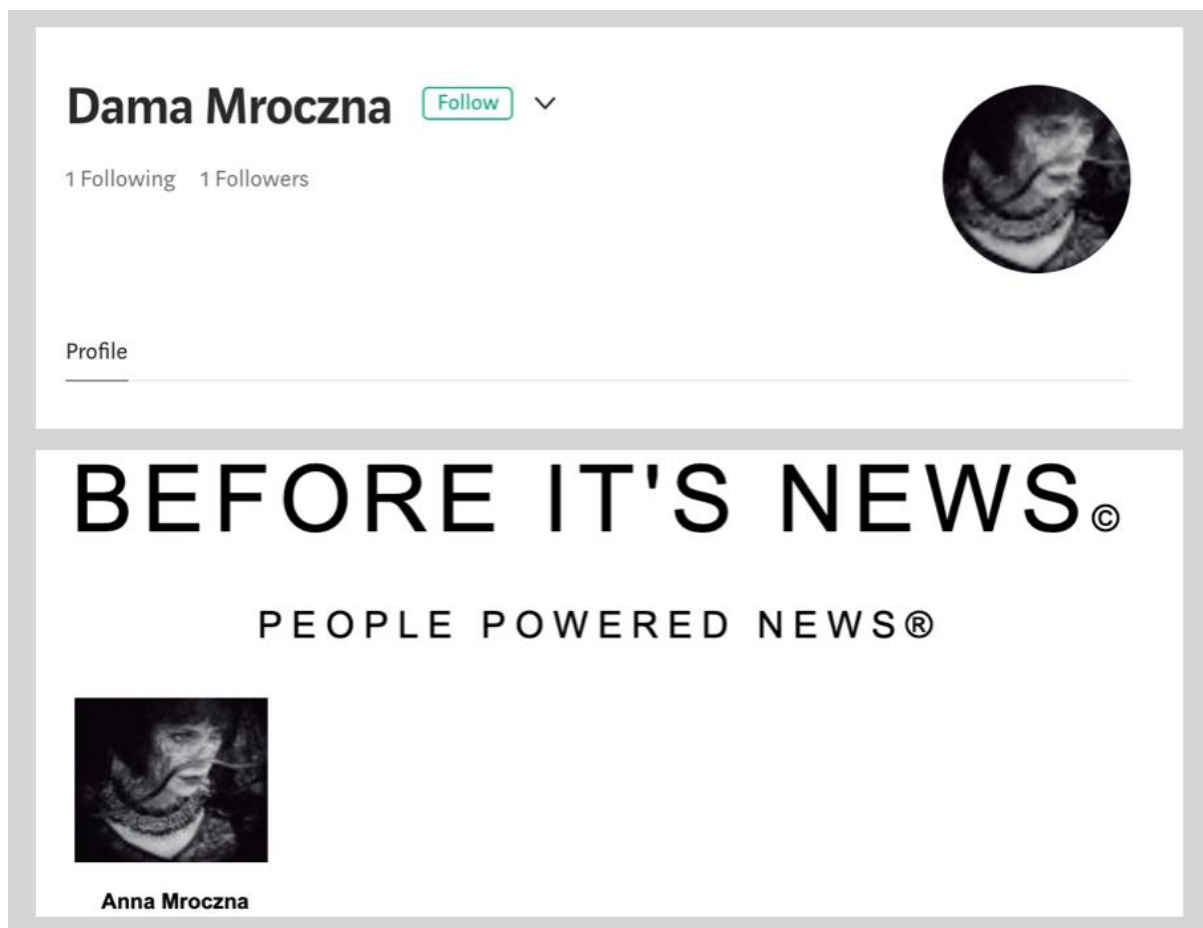 Dama Mroczna Follow
1 Following 1 Followers
Profile
BEFORE IT'S NEWS©
PEOPLE POWERED NEWS®
Anna Mroczna